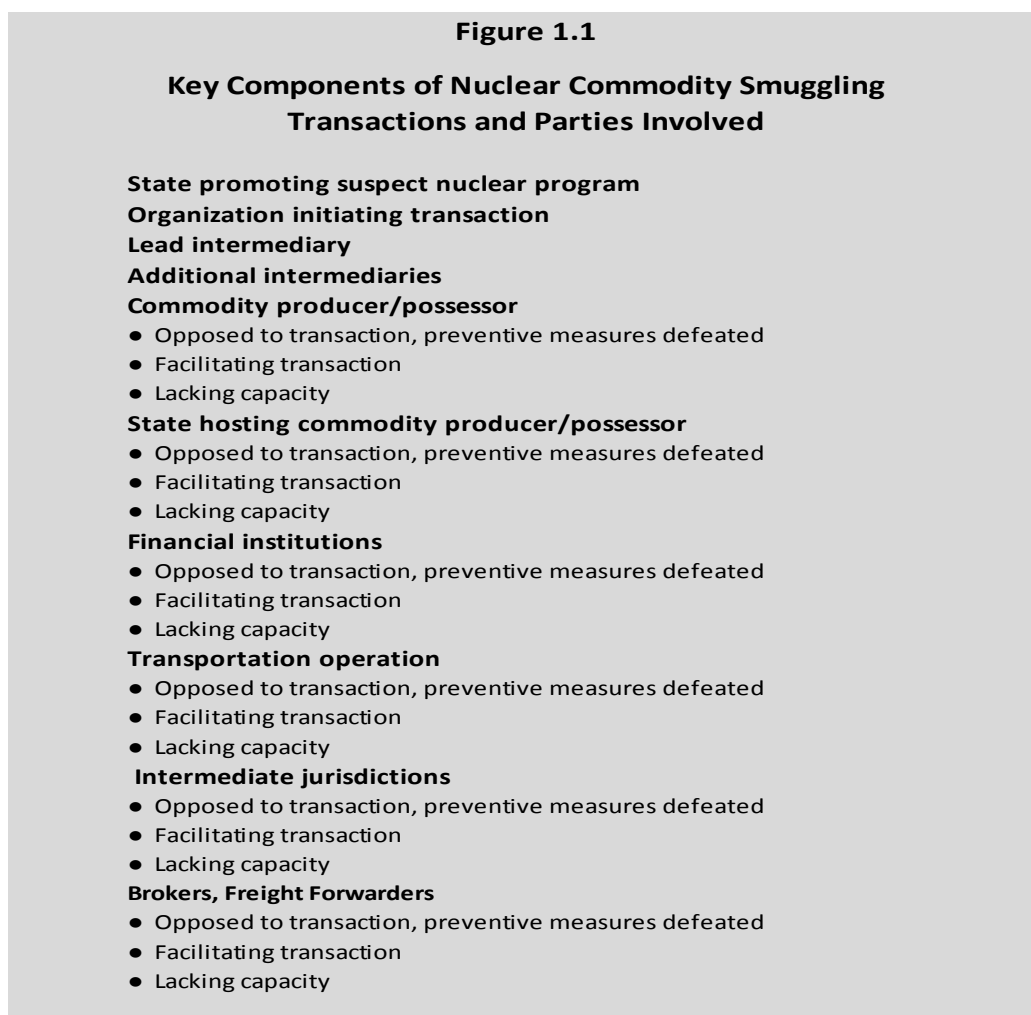 Figure 1.1
Key Components of Nuclear Commodity Smuggling
Transactions and Parties Involved
State promoting suspect nuclear program
Organization initiating transaction
Lead intermediary
Additional intermediaries
Commodity producer/possessor
● Opposed to transaction, preventive measures defeated
● Facilitating transaction
● Lacking capacity
State hosting commodity producer/possessor
● Opposed to transaction, preventive measures defeated
● Facilitating transaction
● Lacking capacity
Financial institutions
● Opposed to transaction, preventive measures defeated
● Facilitating transaction
● Lacking capacity
Transportation operation
● Opposed to transaction, preventive measures defeated
● Facilitating transaction
● Lacking capacity
Intermediate jurisdictions
● Opposed to transaction, preventive measures defeated
● Facilitating transaction
● Lacking capacity
Brokers, Freight Forwarders
● Opposed to transaction, preventive measures defeated
● Facilitating transaction
● Lacking capacity